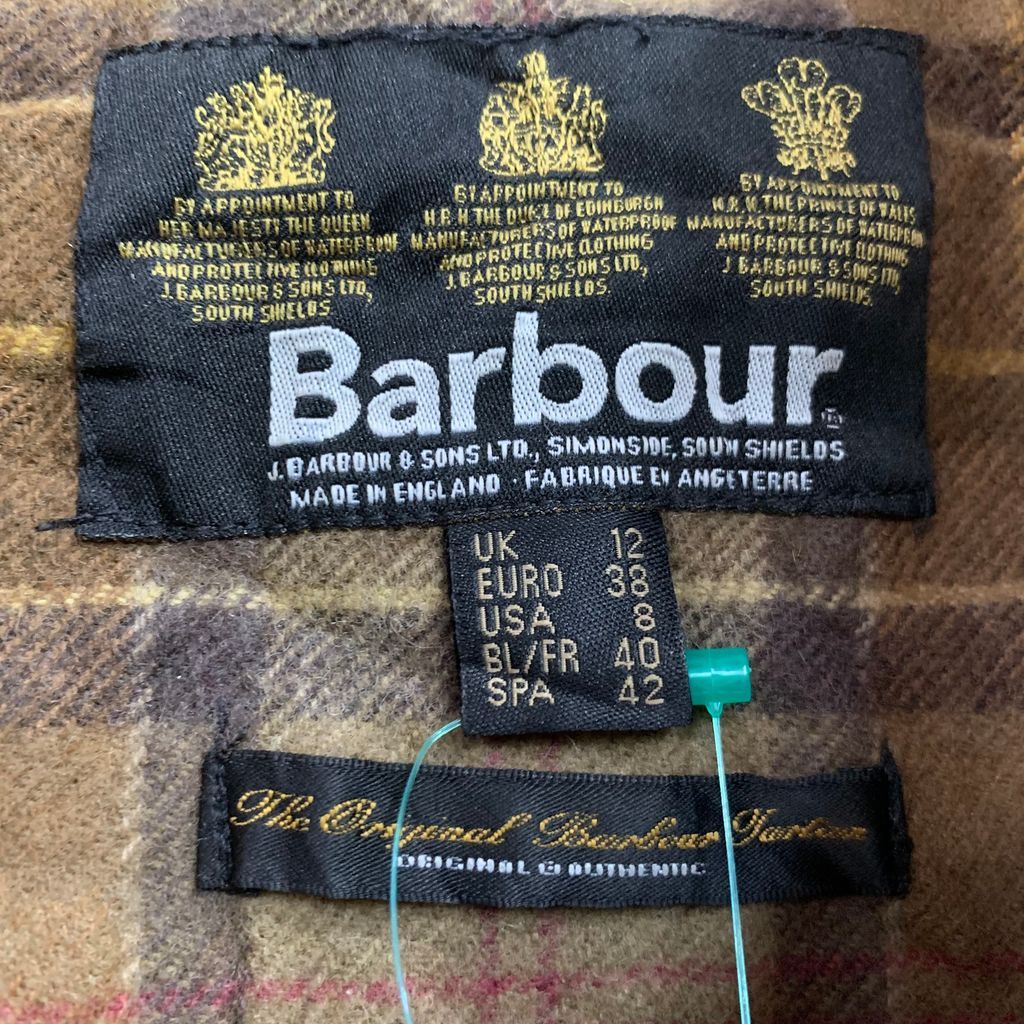 BY APPOINTMENT TO
HER MAJESTY THE QUEEN
MANUFACTURERS OF WATERPROOF
AND PROTECTIVE CLOTHING
J. BARBOUR & SONS LTD,
SOUTH SHIELDS
BY APPOINTMENT TO
H.R.H. THE DUKE OF EDINBURGH
MANUFACTURERS OF WATERPROOF
AND PROTECTIVE CLOTHING
J. BARBOUR & SONS LTD,
SOUTH SHIELDS.
BY APPOINTMENT TO
H.R.H. THE PRINCE OF WALES
MANUFACTURERS OF WATERPROOF
AND PROTECTIVE CLOTHING
J. BARBOUR & SONS LTD,
SOUTH SHIELDS.
Barbour
J. BARBOUR & SONS LTD., SIMONSIDE, SOUTH SHIELDS
MADE IN ENGLAND · FABRIQUE EN ANGLETERRE
UK 12
EURO 38
USA 8
BL/FR 40
SPA 42
The Original Barbour Tartan
ORIGINAL & AUTHENTIC